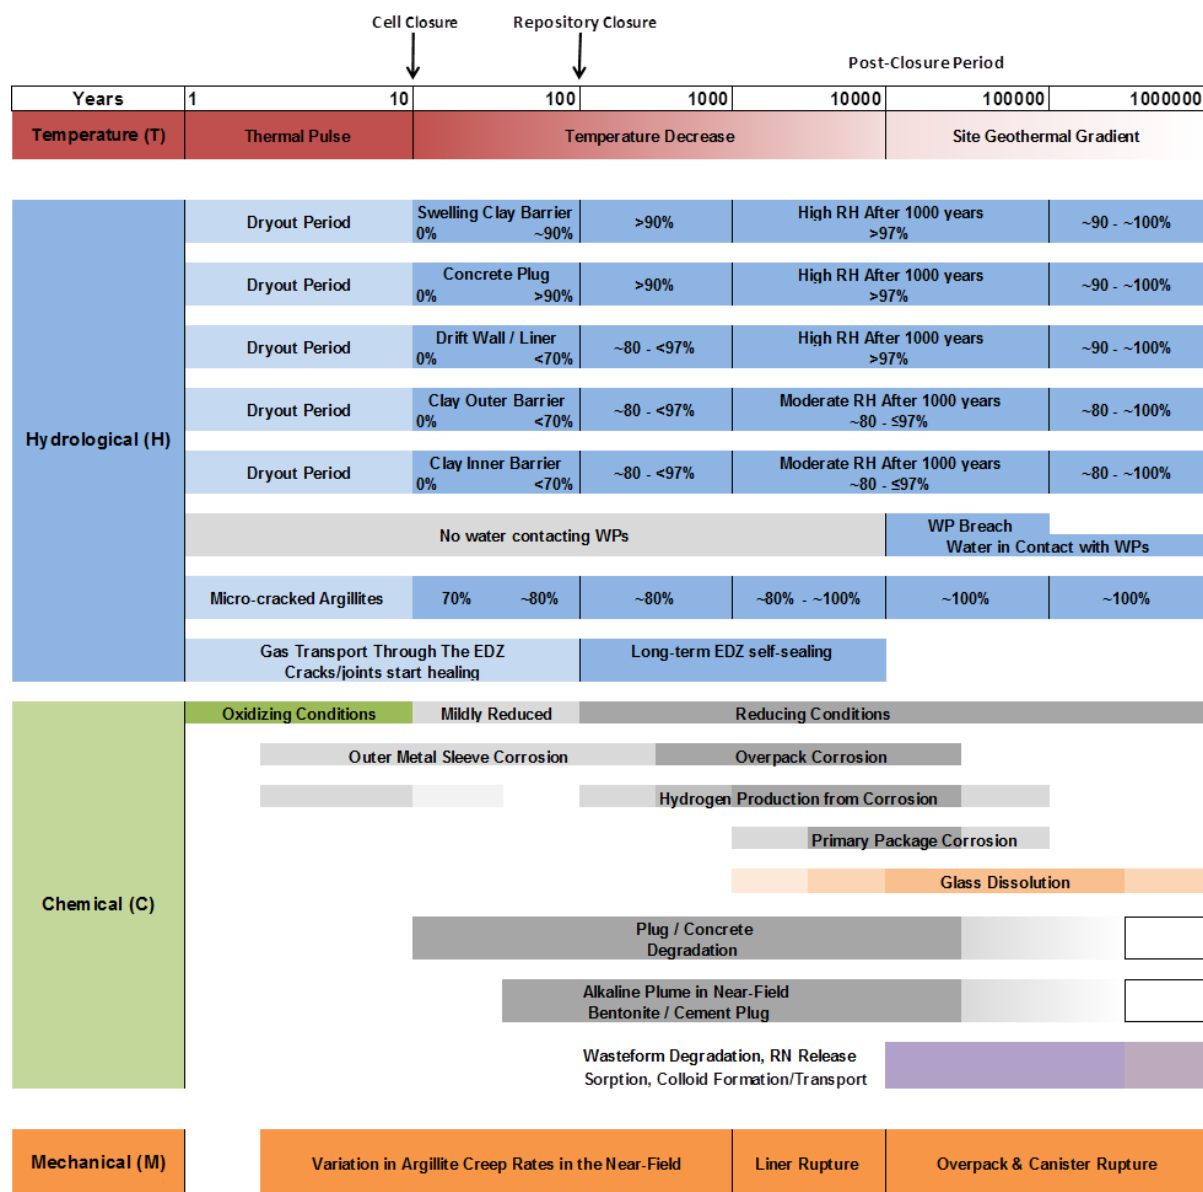 Cell Closure
Repository Closure
Post-Closure Period
Years 1 10 100 1000 10000 100000 1000000
Temperature (T) Thermal Pulse Temperature Decrease Site Geothermal Gradient
Hydrological (H)
Dryout Period
Swelling Clay Barrier
0% ~90%
>90%
High RH After 1000 years
>97%
~90 - ~100%
Dryout Period
Concrete Plug
0% >90%
>90%
High RH After 1000 years
>97%
~90 - ~100%
Dryout Period
Drift Wall / Liner
0% <70%
~80 - <97%
High RH After 1000 years
>97%
~90 - ~100%
Dryout Period
Clay Outer Barrier
0% <70%
~80 - <97%
Moderate RH After 1000 years
~80 - ≤97%
~80 - ~100%
Dryout Period
Clay Inner Barrier
0% <70%
~80 - <97%
Moderate RH After 1000 years
~80 - ≤97%
~80 - ~100%
No water contacting WPs
WP Breach
Water in Contact with WPs
Micro-cracked Argillites 70% ~80% ~80% ~80% - ~100% ~100% ~100%
Gas Transport Through The EDZ
Cracks/joints start healing
Long-term EDZ self-sealing
Chemical (C)
Oxidizing Conditions Mildly Reduced Reducing Conditions
Outer Metal Sleeve Corrosion Overpack Corrosion
Hydrogen Production from Corrosion
Primary Package Corrosion
Glass Dissolution
Plug / Concrete
Degradation
Alkaline Plume in Near-Field
Bentonite / Cement Plug
Wasteform Degradation, RN Release
Sorption, Colloid Formation/Transport
Mechanical (M) Variation in Argillite Creep Rates in the Near-Field Liner Rupture Overpack & Canister Rupture